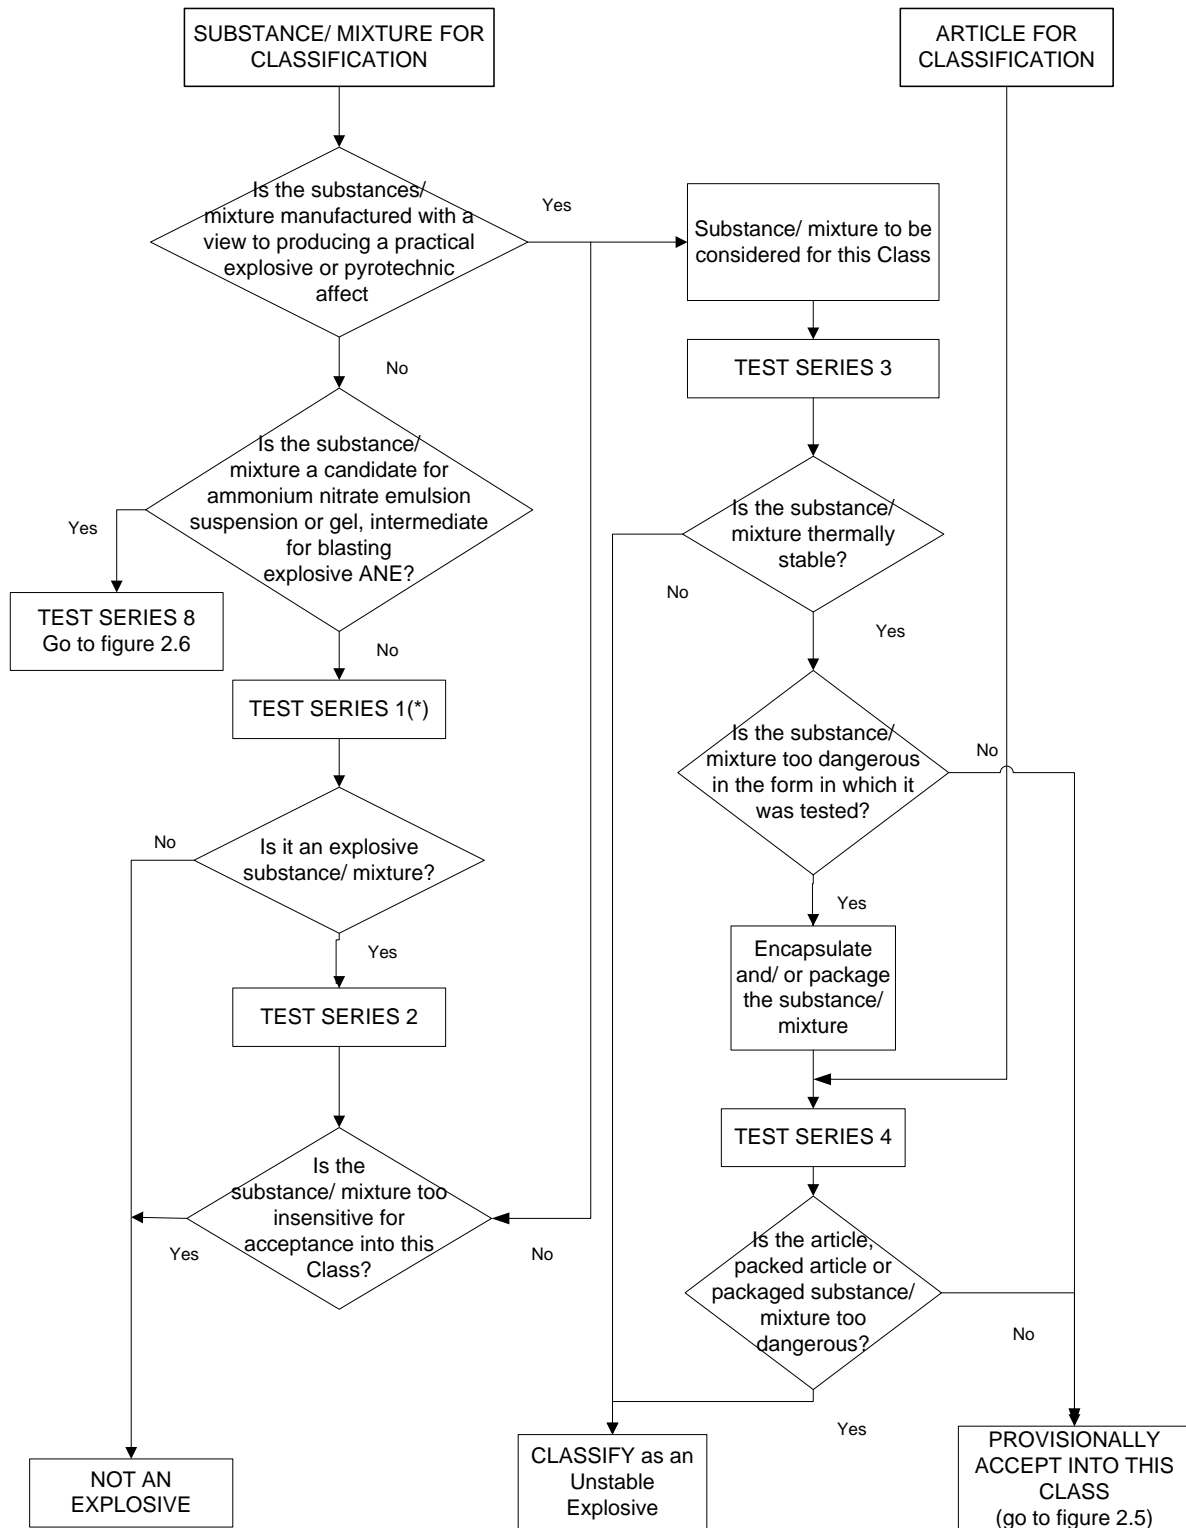 SUBSTANCE/ MIXTURE FOR
CLASSIFICATION
ARTICLE FOR
CLASSIFICATION
Is the substances/
mixture manufactured with a
view to producing a practical
explosive or pyrotechnic
affect
Yes
Substance/ mixture to be
considered for this Class
No
TEST SERIES 3
Is the substance/
mixture a candidate for
ammonium nitrate emulsion
suspension or gel, intermediate
for blasting
explosive ANE?
Yes
Is the substance/
mixture thermally
stable?
No
Yes
TEST SERIES 8
Go to figure 2.6
No
TEST SERIES 1(*)
Is the substance/
mixture too dangerous
in the form in which it
was tested?
No
No
Is it an explosive
substance/ mixture?
Yes
Yes
Encapsulate
and/ or package
the substance/
mixture
TEST SERIES 2
TEST SERIES 4
Is the
substance/ mixture too
insensitive for
acceptance into this
Class?
Yes
No
Is the article,
packed article or
packaged substance/
mixture too
dangerous?
No
Yes
NOT AN
EXPLOSIVE
CLASSIFY as an
Unstable
Explosive
PROVISIONALLY
ACCEPT INTO THIS
CLASS
(go to figure 2.5)